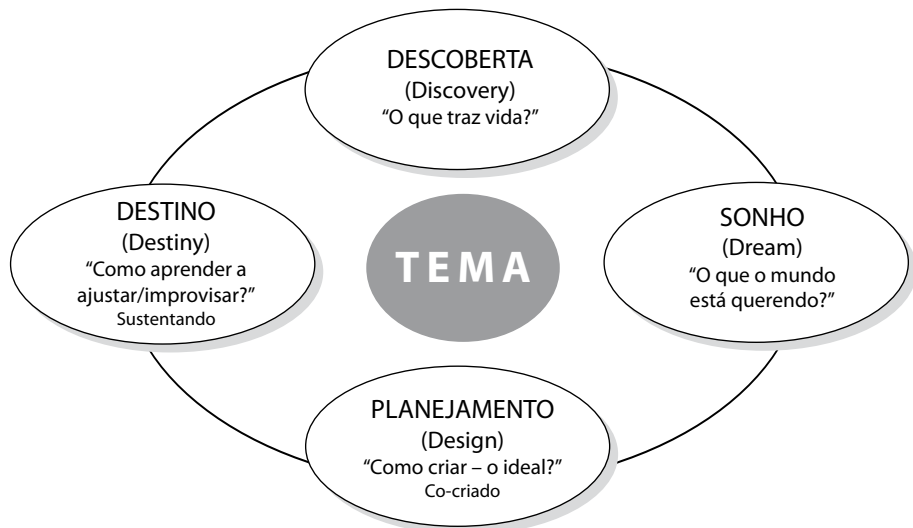 DESCOBERTA
(Discovery)
“O que traz vida?”
DESTINO
(Destiny)
“Como aprender a
ajustar/improvisar?”
Sustentando
TEMA
SONHO
(Dream)
“O que o mundo
está querendo?”
PLANEJAMENTO
(Design)
“Como criar – o ideal?”
Co-criado